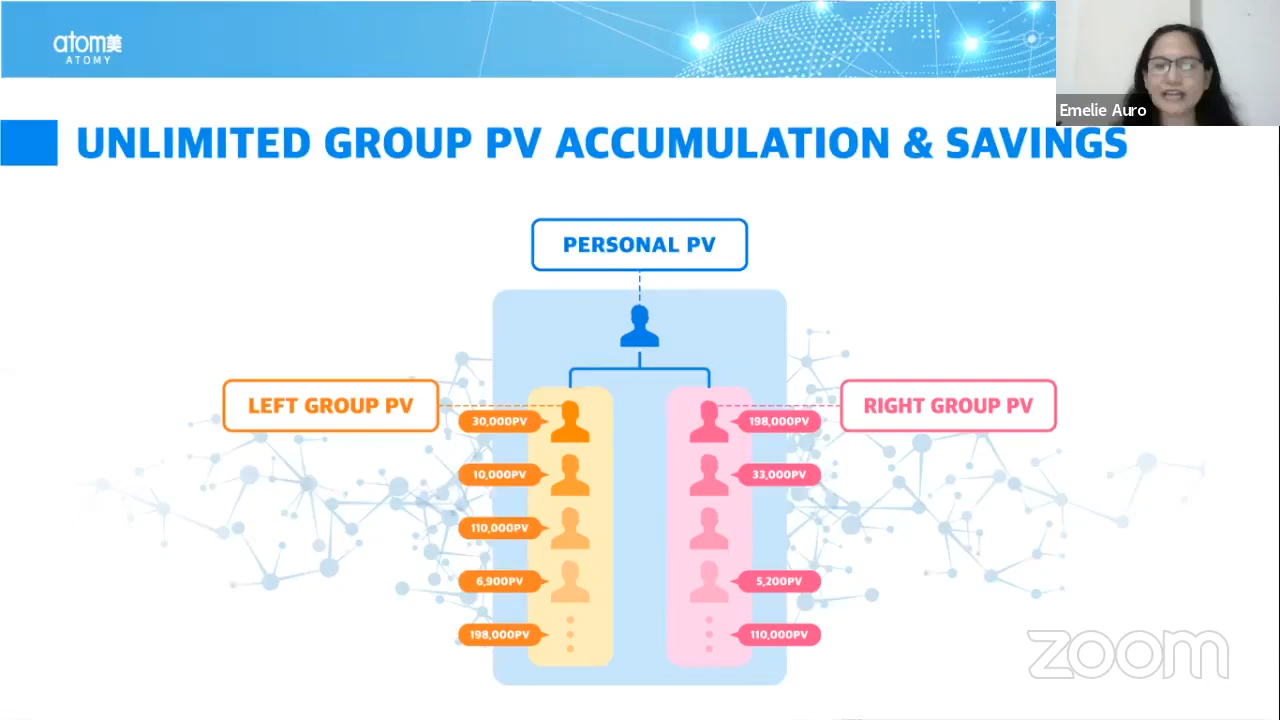 atom美
ATOMY
Emelie Auro
UNLIMITED GROUP PV ACCUMULATION & SAVINGS
PERSONAL PV
LEFT GROUP PV
RIGHT GROUP PV
30,000PV
198,000PV
10,000PV
33,000PV
110,000PV
6,900PV
5,200PV
198,000PV
110,000PV
zoom